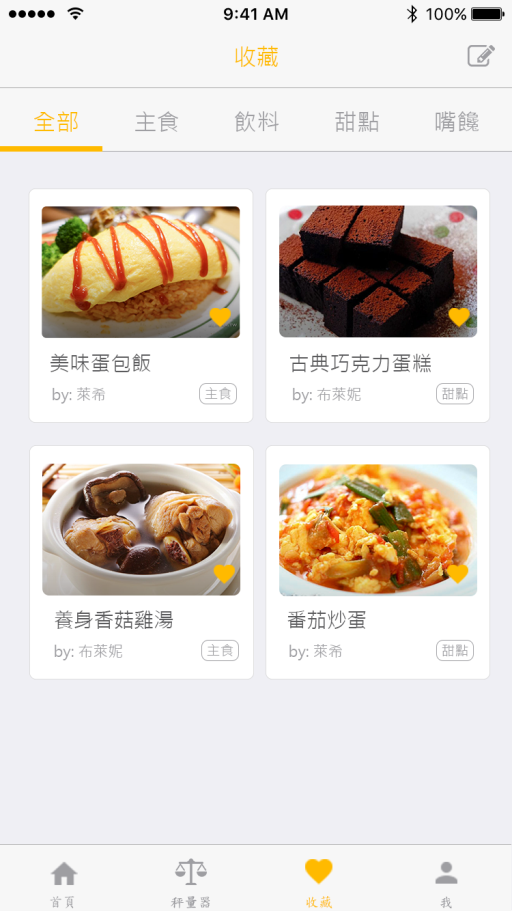 9:41 AM 100%
收藏
全部 主食 飲料 甜點 嘴饞
美味蛋包飯
by: 萊希 主食
古典巧克力蛋糕
by: 布萊妮 甜點
養身香菇雞湯
by: 布萊妮 主食
番茄炒蛋
by: 萊希 甜點
首頁 秤量器 收藏 我